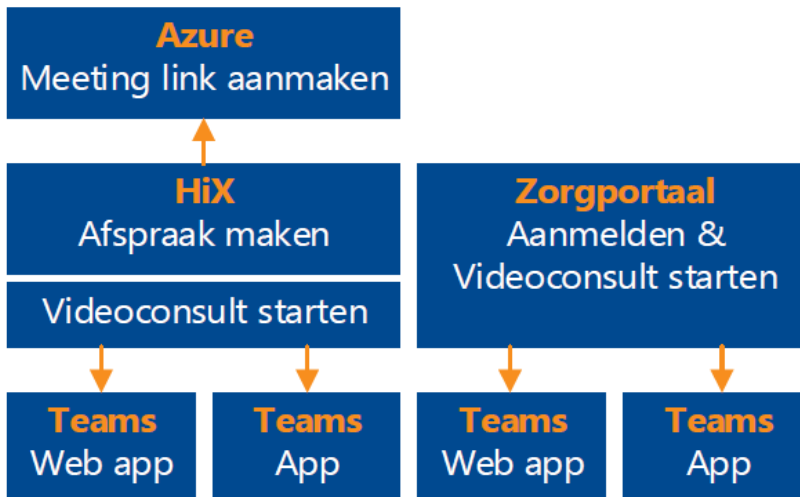 Azure
Meeting link aanmaken
HiX
Afspraak maken
Videoconsult starten
Zorgportaal
Aanmelden &
Videoconsult starten
Teams
Web app
Teams
App
Teams
Web app
Teams
App